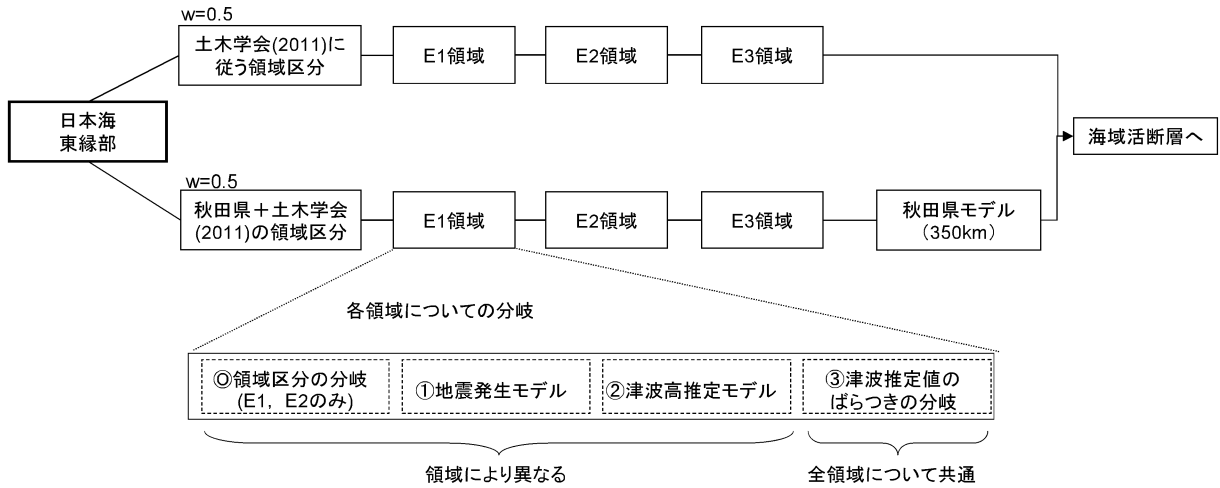 w=0.5
土木学会(2011)に
従う領域区分
E1領域
E2領域
E3領域
日本海
東縁部
海域活断層へ
w=0.5
秋田県＋土木学会
(2011)の領域区分
E1領域
E2領域
E3領域
秋田県モデル
（350km）
各領域についての分岐
⓪領域区分の分岐
(E1，E2のみ)
①地震発生モデル
②津波高推定モデル
③津波推定値の
ばらつきの分岐
領域により異なる
全領域について共通